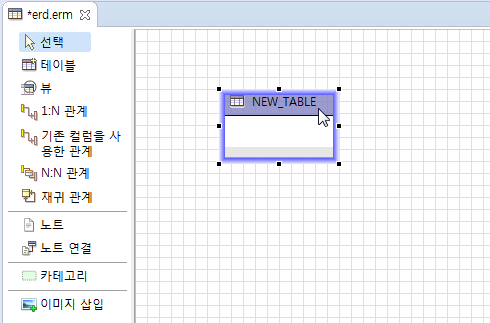 *erd.erm
선택
테이블
뷰
1:N 관계
기존 컬럼을 사
용한 관계
N:N 관계
재귀 관계
노트
노트 연결
카테고리
이미지 삽입
NEW_TABLE